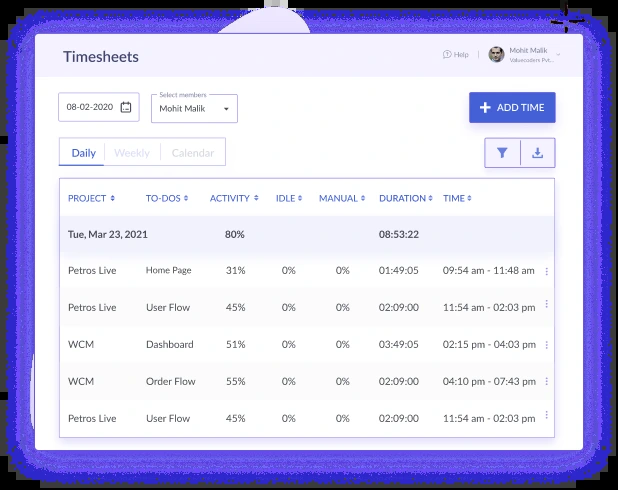 Timesheets
Help
Mohit Malik
Valuecoders Pvt...
08-02-2020
Select members
Mohit Malik
ADD TIME
Daily Weekly Calendar
PROJECT TO-DOS ACTIVITY IDLE MANUAL DURATION TIME
Tue, Mar 23, 2021 80% 08:53:22
Petros Live Home Page 31% 0% 0% 01:49:05 09:54 am - 11:48 am
Petros Live User Flow 45% 0% 0% 02:09:00 11:54 am - 02:03 pm
WCM Dashboard 51% 0% 0% 03:49:05 02:15 pm - 04:03 pm
WCM Order Flow 55% 0% 0% 02:09:00 04:10 pm - 07:43 pm
Petros Live User Flow 45% 0% 0% 02:09:00 11:54 am - 02:03 pm